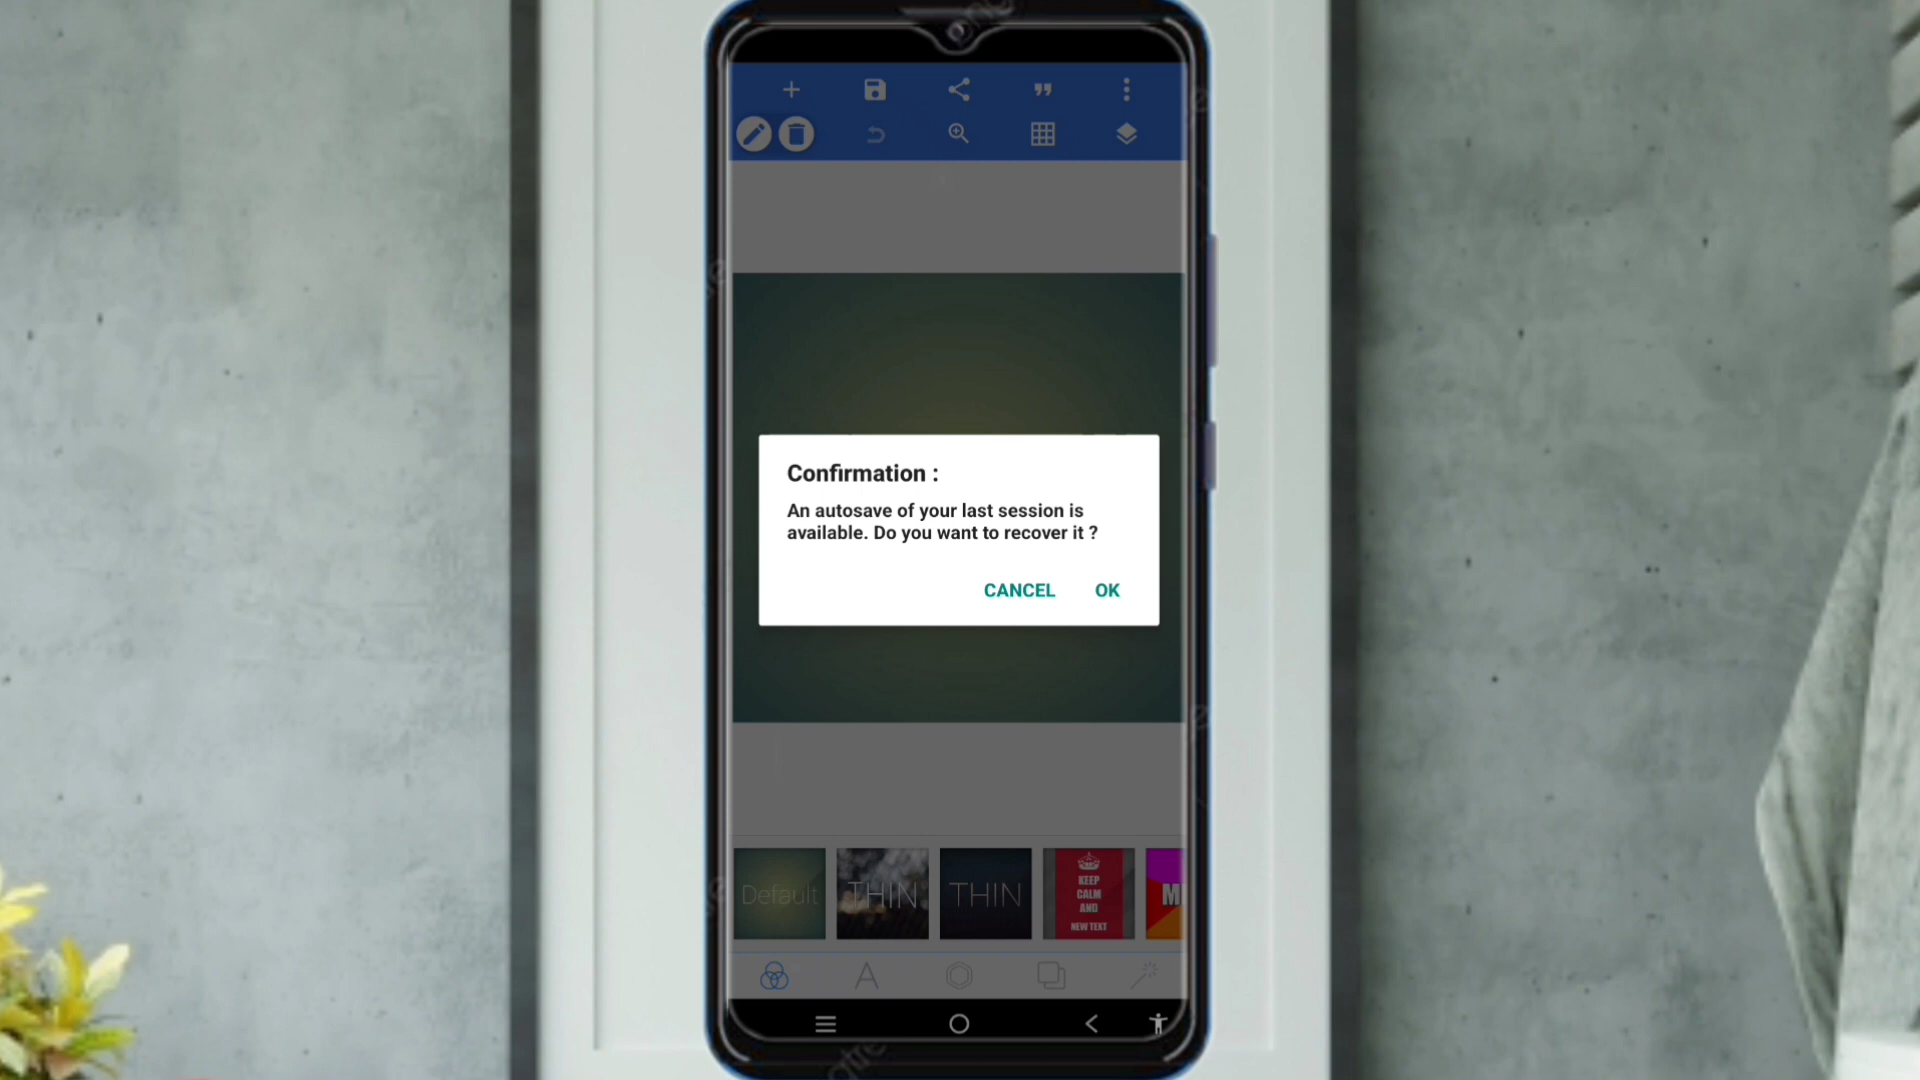 Confirmation :
An autosave of your last session is
available. Do you want to recover it ?
CANCEL OK
Default
THIN
THIN
KEEP
CALM
AND
NEW TEXT
M